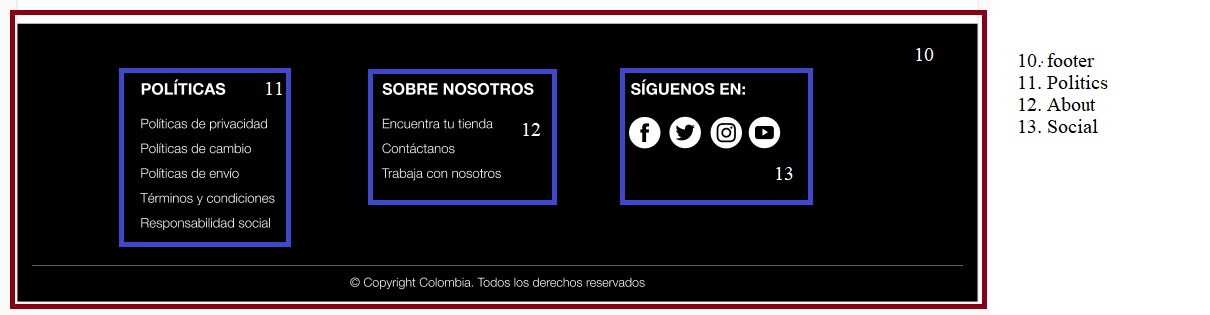 10
POLÍTICAS 11
Políticas de privacidad
Políticas de cambio
Políticas de envío
Términos y condiciones
Responsabilidad social
SOBRE NOSOTROS
Encuentra tu tienda
12
Contáctanos
Trabaja con nosotros
SÍGUENOS EN:
13
© Copyright Colombia. Todos los derechos reservados
10. footer
11. Politics
12. About
13. Social